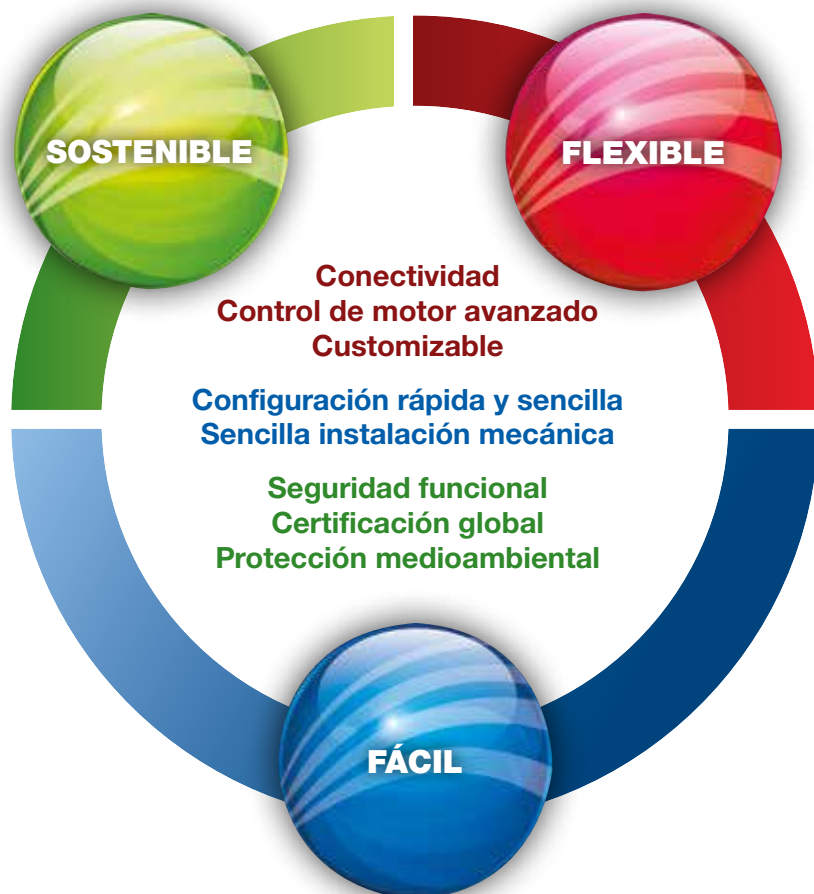 SOSTENIBLE
FLEXIBLE
Conectividad
Control de motor avanzado
Customizable
Configuración rápida y sencilla
Sencilla instalación mecánica
Seguridad funcional
Certificación global
Protección medioambiental
FÁCIL